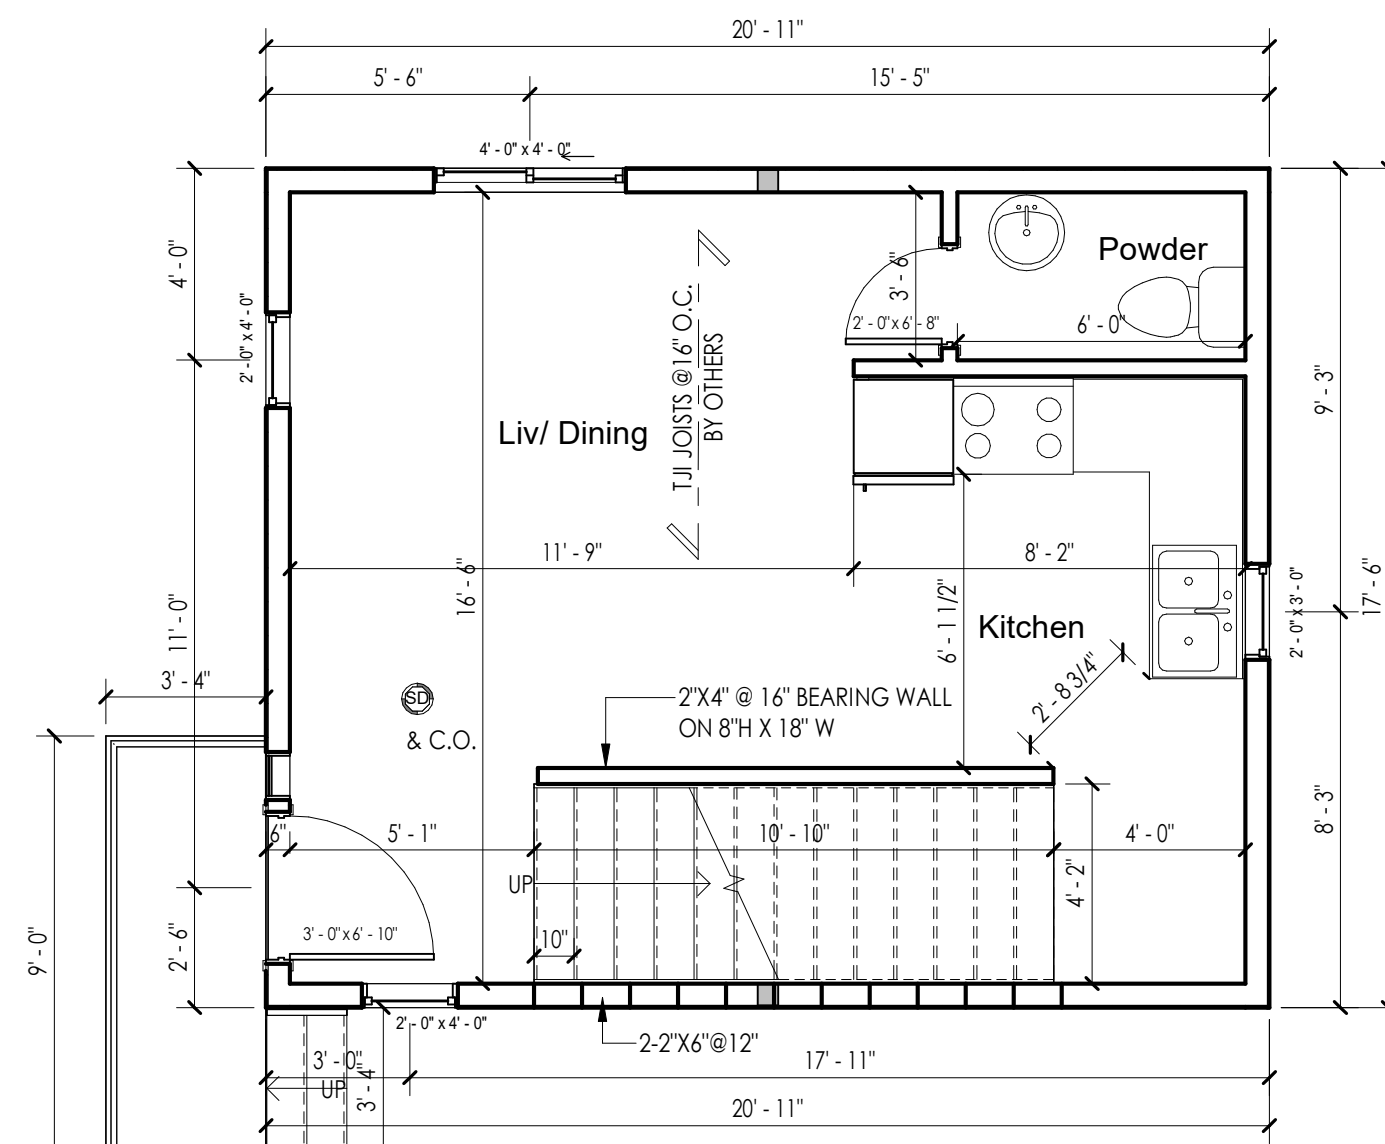 20' - 11"
5' - 6"
15' - 5"
4' - 0" x 4' - 0"
4' - 0"
2' - 0" x 4' - 0"
3' - 6"
Powder
2' - 0" x 6' - 8"
6' - 0"
TJI JOISTS @16" O.C.
BY OTHERS
9' - 3"
Liv/ Dining
11' - 9"
8' - 2"
16' - 6"
6' - 1 1/2"
Kitchen
2' - 0" x 3' - 0"
17' - 6"
11' - 0"
3' - 4"
SD
& C.O.
2"X4" @ 16" BEARING WALL
ON 8"H X 18" W
2' - 8 3/4"
8' - 3"
6"
5' - 1"
10' - 10"
4' - 0"
UP
4' - 2"
3' - 0" x 6' - 10"
10"
2' - 6"
9' - 0"
2' - 0" x 4' - 0"
2-2"X6"@12"
3' - 0"
17' - 11"
UP
3' - 4"
20' - 11"